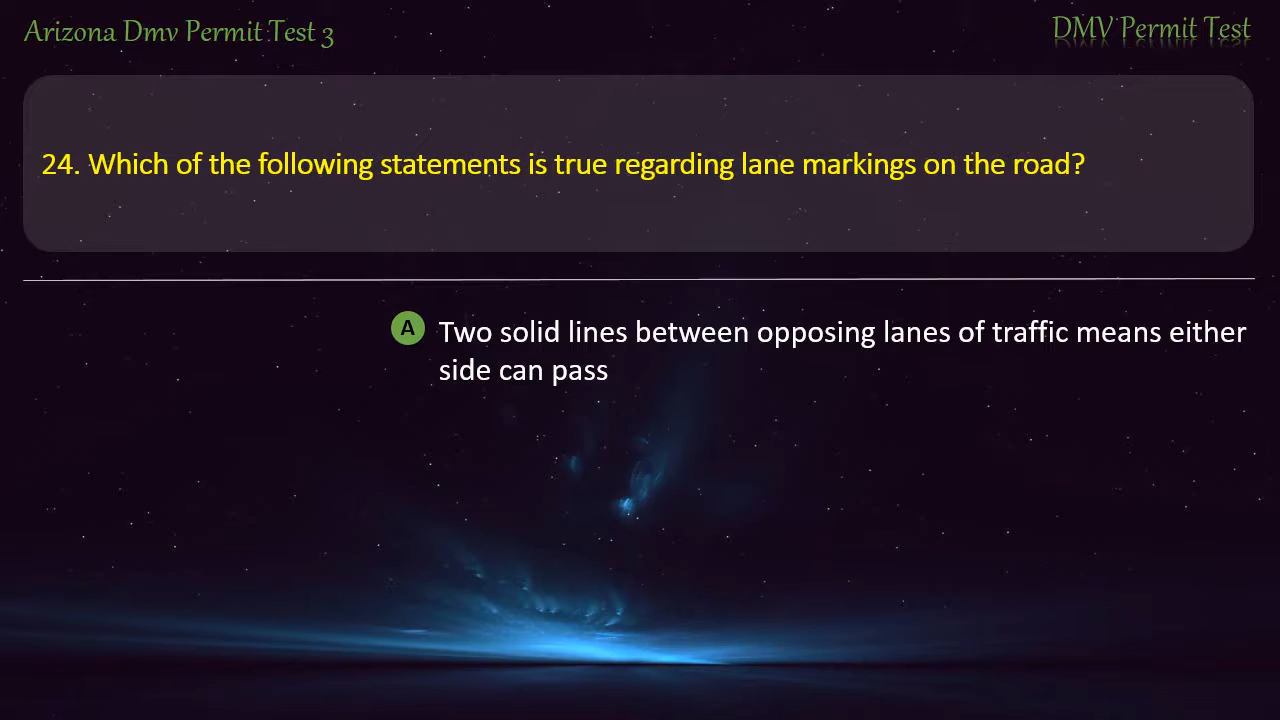 Arizona Dmv Permit Test 3
DMV Permit Test
24. Which of the following statements is true regarding lane markings on the road?
A Two solid lines between opposing lanes of traffic means either
side can pass